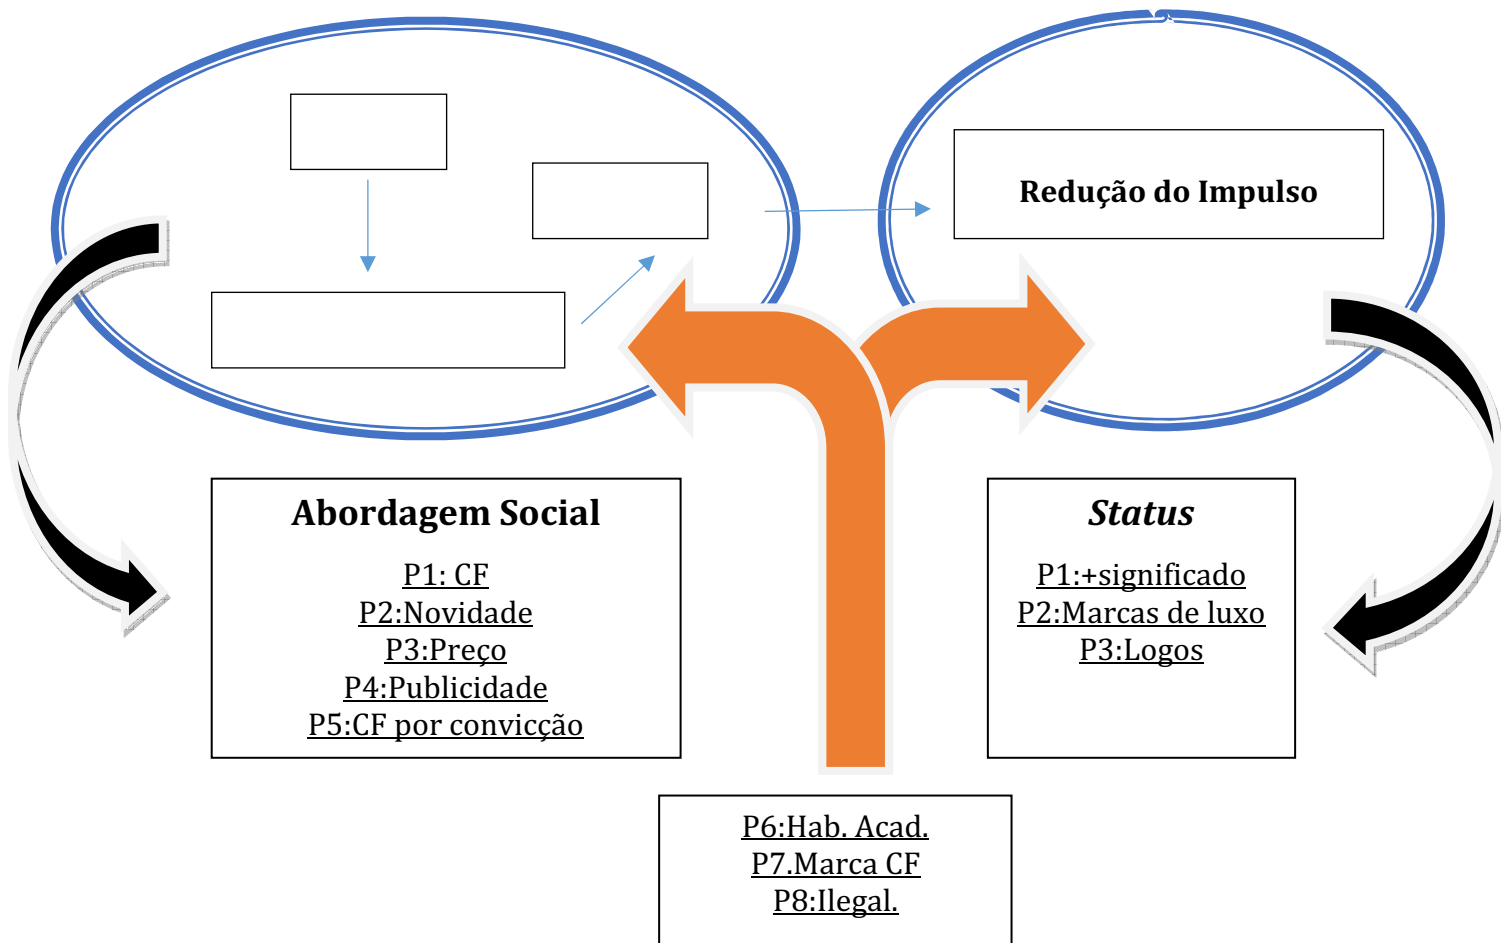 Redução do Impulso
Abordagem Social
P1: CF
P2:Novidade
P3:Preço
P4:Publicidade
P5:CF por convicção
Status
P1:+significado
P2:Marcas de luxo
P3:Logos
P6:Hab. Acad.
P7.Marca CF
P8:Ilegal.